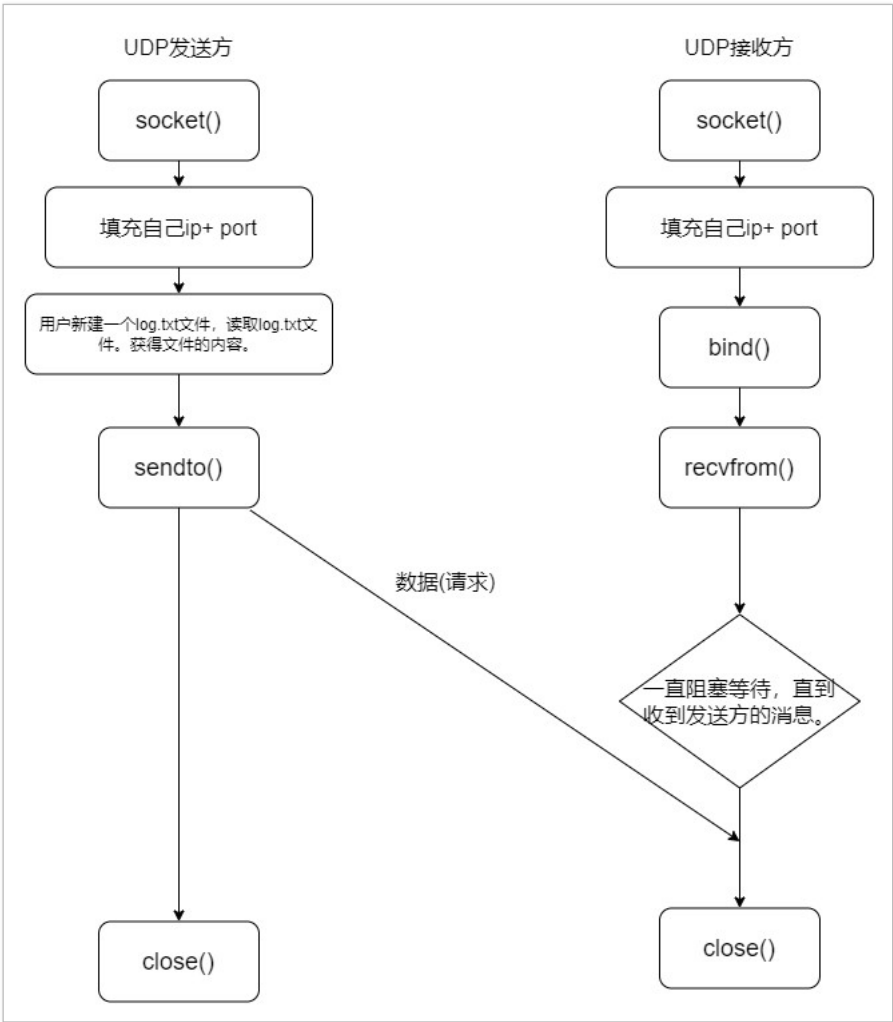 UDP发送方
socket()
填充自己ip+ port
用户新建一个log.txt文件，读取log.txt文
件。获得文件的内容。
sendto()
close()
数据(请求)
UDP接收方
socket()
填充自己ip+ port
bind()
recvfrom()
一直阻塞等待，直到
收到发送方的消息。
close()